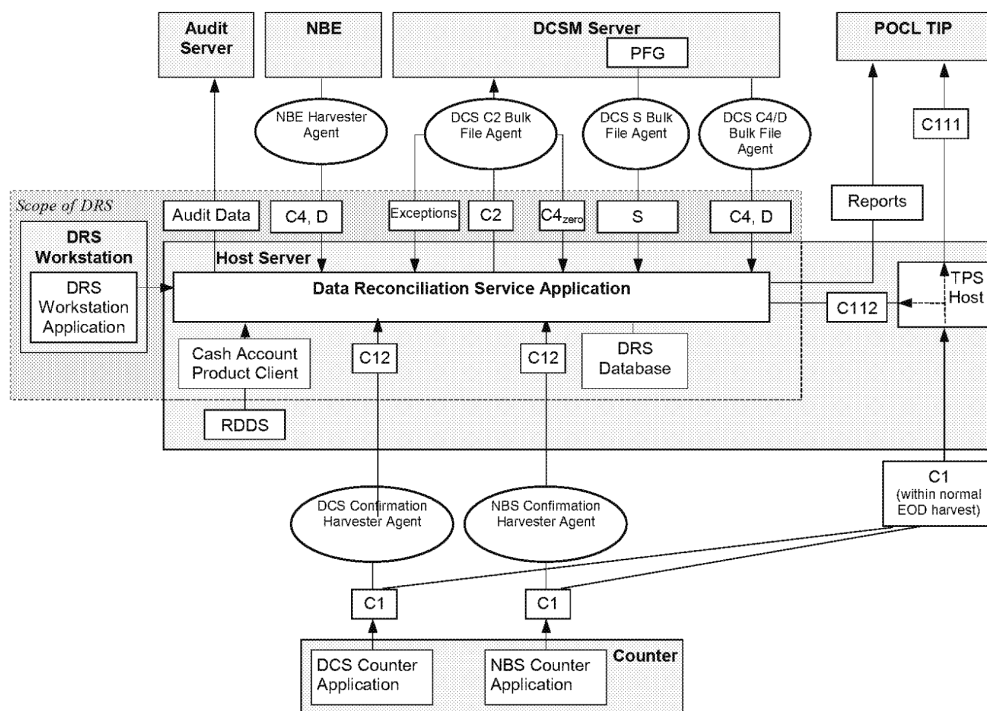 Audit
Server
NBE
DCSM Server
PFG
POCL TIP
NBE Harvester
Agent
DCS C2 Bulk
File Agent
DCS S Bulk
File Agent
DCS C4/D
Bulk File
Agent
C111
Scope of DRS
Audit Data
C4, D
Exceptions
C2
C4zero
S
C4, D
Reports
DRS
Workstation
Host Server
DRS
Workstation
Application
Data Reconciliation Service Application
TPS
Host
C112
Cash Account
Product Client
C12
C12
DRS
Database
RDDS
C1
(within normal
EOD harvest)
DCS Confirmation
Harvester Agent
NBS Confirmation
Harvester Agent
C1
C1
Counter
DCS Counter
Application
NBS Counter
Application